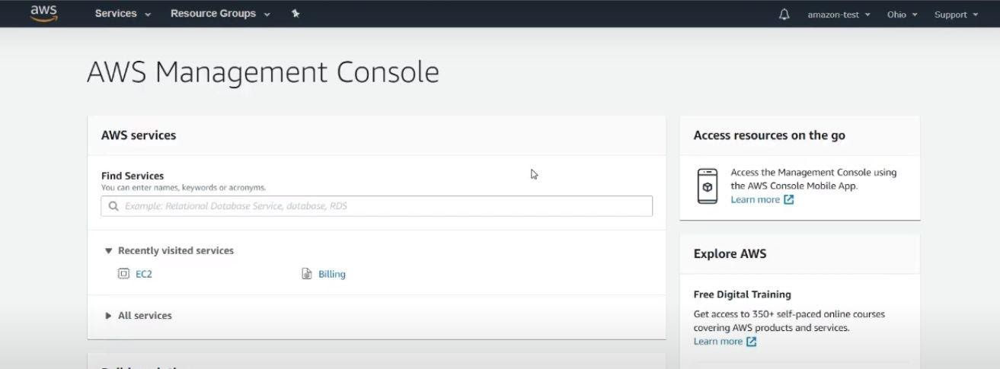 aws
Services
Resource Groups
amazon-test
Ohio
Support
AWS Management Console
AWS services
Find Services
You can enter names, keywords or acronyms.
Example: Relational Database Service, database, RDS
Recently visited services
EC2
Billing
All services
Access resources on the go
Access the Management Console using
the AWS Console Mobile App.
Learn more
Explore AWS
Free Digital Training
Get access to 350+ self-paced online courses
covering AWS products and services.
Learn more